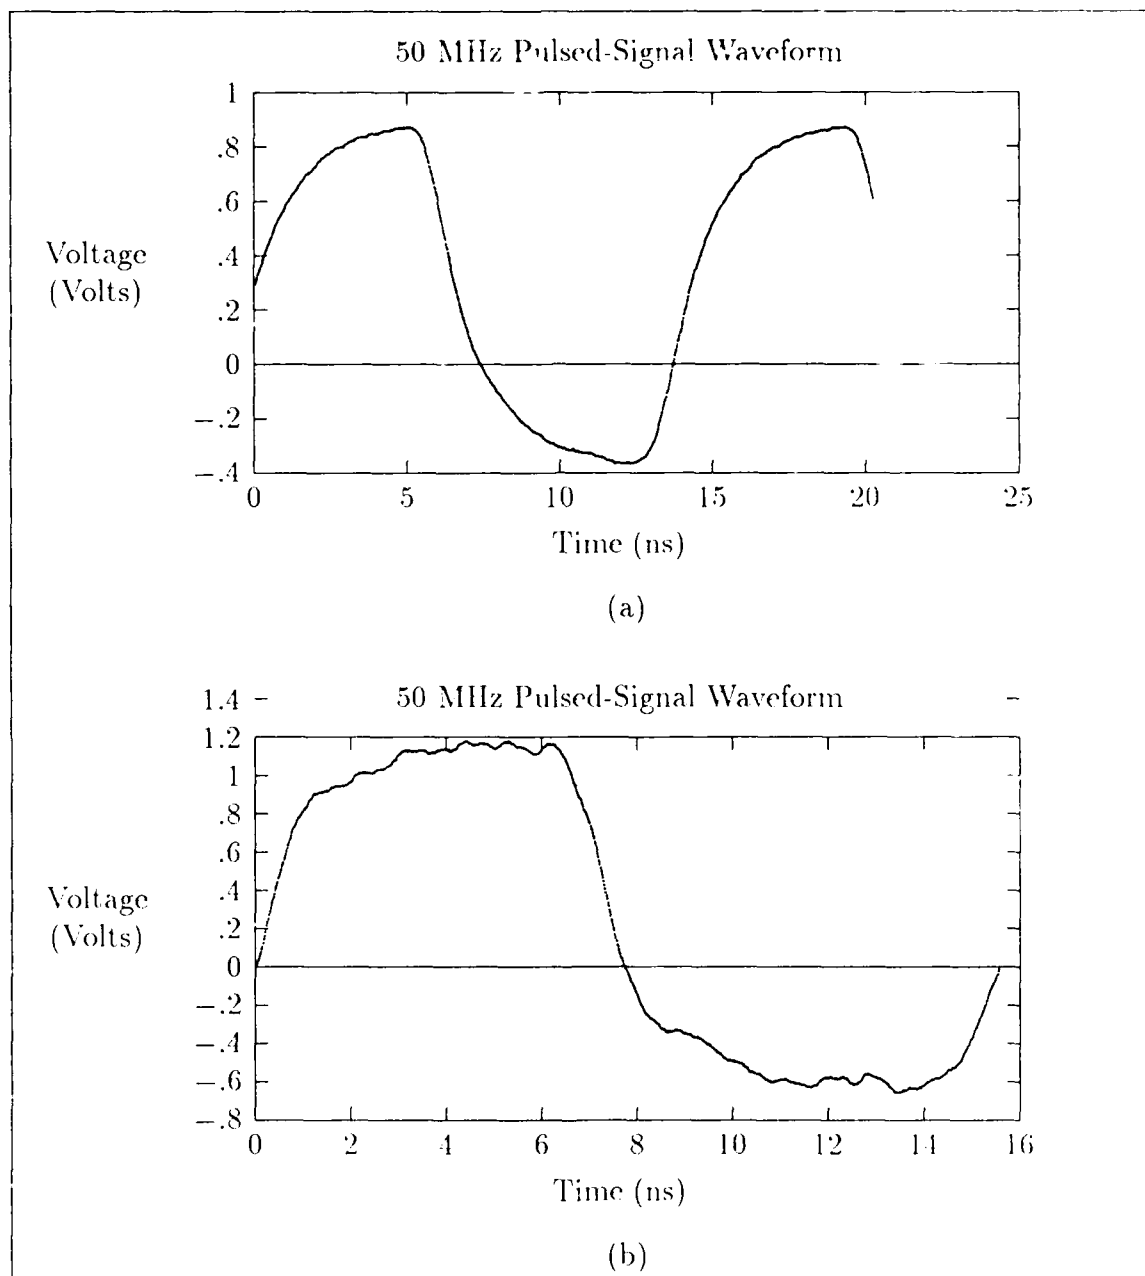 50 MHz Pulsed-Signal Waveform
1
.8
.6
.4
.2
0
−.2
−.4
Voltage
(Volts)
0 5 10 15 20 25
Time (ns)
(a)
50 MHz Pulsed-Signal Waveform
1.4
1.2
1
.8
.6
.4
.2
0
−.2
−.4
−.6
−.8
Voltage
(Volts)
0 2 4 6 8 10 12 14 16
Time (ns)
(b)